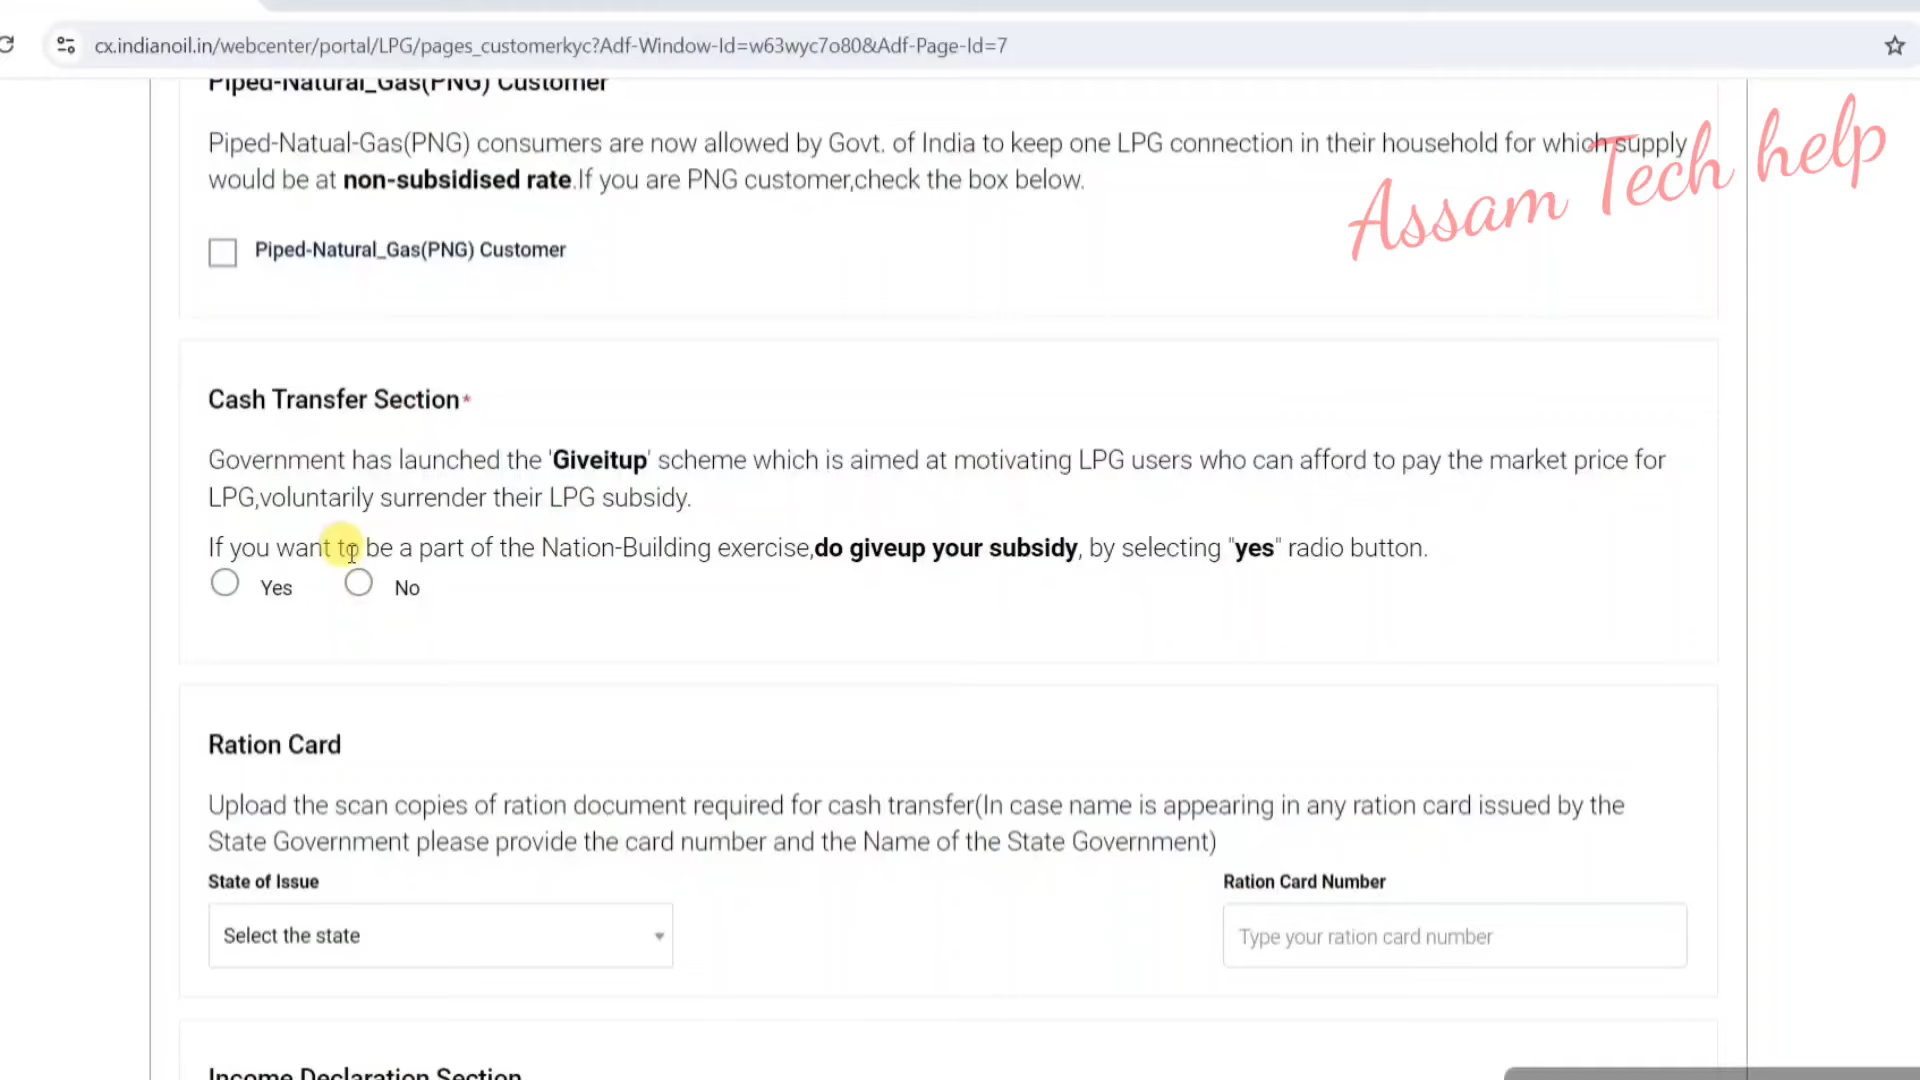 cx.indianoil.in/webcenter/portal/LPG/pages_customerkyc?Adf-Window-Id=w63wyc7o80&Adf-Page-Id=7
Piped-Natural_Gas(PNG) Customer
Piped-Natual-Gas(PNG) consumers are now allowed by Govt. of India to keep one LPG connection in their household for which supply
would be at non-subsidised rate.If you are PNG customer,check the box below.
Assam Tech help
Piped-Natural_Gas(PNG) Customer
Cash Transfer Section*
Government has launched the 'Giveitup' scheme which is aimed at motivating LPG users who can afford to pay the market price for
LPG,voluntarily surrender their LPG subsidy.
If you want to be a part of the Nation-Building exercise,do giveup your subsidy, by selecting "yes" radio button.
Yes No
Ration Card
Upload the scan copies of ration document required for cash transfer(In case name is appearing in any ration card issued by the
State Government please provide the card number and the Name of the State Government)
State of Issue Ration Card Number
Select the state Type your ration card number
Income Declaration Section